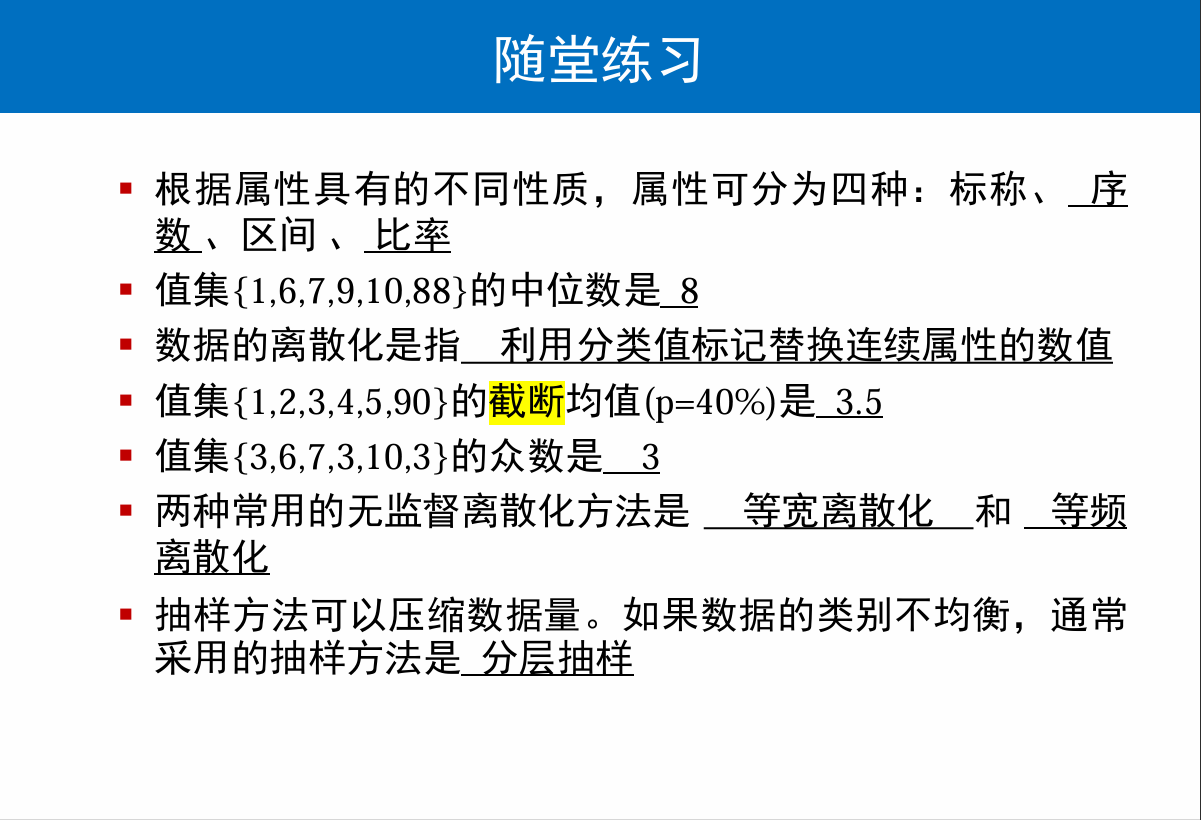 随堂练习
根据属性具有的不同性质，属性可分为四种：标称、 序
数 、区间 、 比率
值集{1,6,7,9,10,88}的中位数是 8
数据的离散化是指 利用分类值标记替换连续属性的数值
值集{1,2,3,4,5,90}的截断均值(p=40%)是 3.5
值集{3,6,7,3,10,3}的众数是 3
两种常用的无监督离散化方法是 等宽离散化 和 等频
离散化
抽样方法可以压缩数据量。如果数据的类别不均衡，通常
采用的抽样方法是 分层抽样